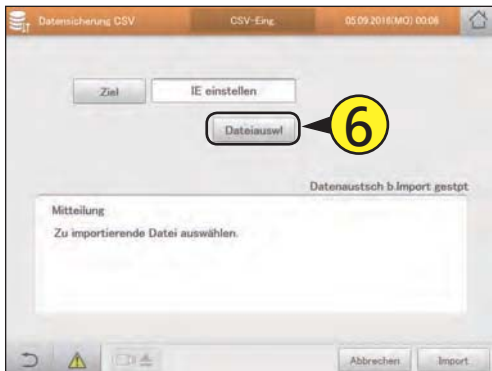 Datensicherung CSV CSV-Eing. 05.09.2016(MO) 00:06
Ziel IE einstellen
Dateiauswl 6
Datenaustsch b.Import gestpt
Mitteilung
Zu importierende Datei auswählen.
Abbrechen Import